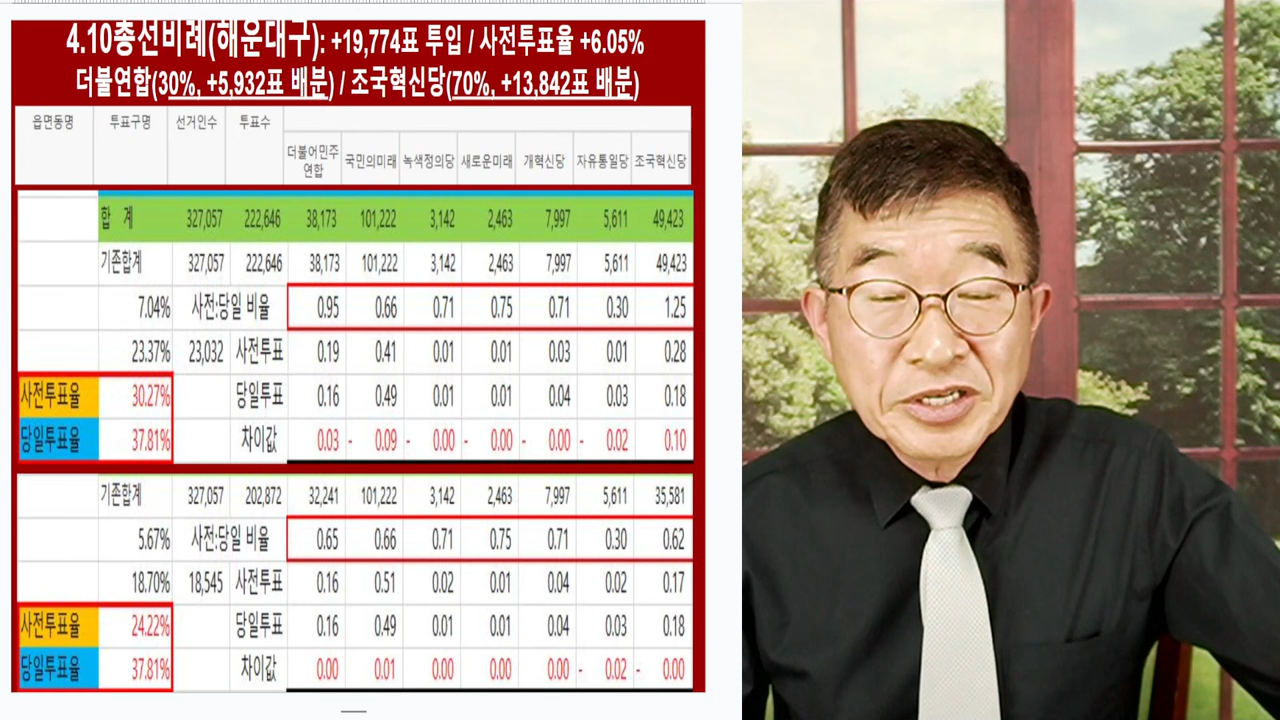 4.10총선비례(해운대구): +19,774표 투입 / 사전투표율 +6.05%
더불연합(30%, +5,932표 배분) / 조국혁신당(70%, +13,842표 배분)
읍면동명 투표구명 선거인수 투표수
더불어민주연합 국민의미래 녹색정의당 새로운미래 개혁신당 자유통일당 조국혁신당
합 계 327,057 222,646 38,173 101,222 3,142 2,463 7,997 5,611 49,423
기존합계 327,057 222,646 38,173 101,222 3,142 2,463 7,997 5,611 49,423
7.04% 사전:당일 비율 0.95 0.66 0.71 0.75 0.71 0.30 1.25
23.37% 23,032 사전투표 0.19 0.41 0.01 0.01 0.03 0.01 0.28
사전투표율 30.27% 당일투표 0.16 0.49 0.01 0.01 0.04 0.03 0.18
당일투표율 37.81% 차이값 0.03 - 0.09 - 0.00 - 0.00 - 0.00 - 0.02 0.10
기존합계 327,057 202,872 32,241 101,222 3,142 2,463 7,997 5,611 35,581
5.67% 사전:당일 비율 0.65 0.66 0.71 0.75 0.71 0.30 0.62
18.70% 18,545 사전투표 0.16 0.51 0.02 0.01 0.04 0.02 0.17
사전투표율 24.22% 당일투표 0.16 0.49 0.01 0.01 0.04 0.03 0.18
당일투표율 37.81% 차이값 0.00 0.01 0.00 0.00 0.00 - 0.02 - 0.00